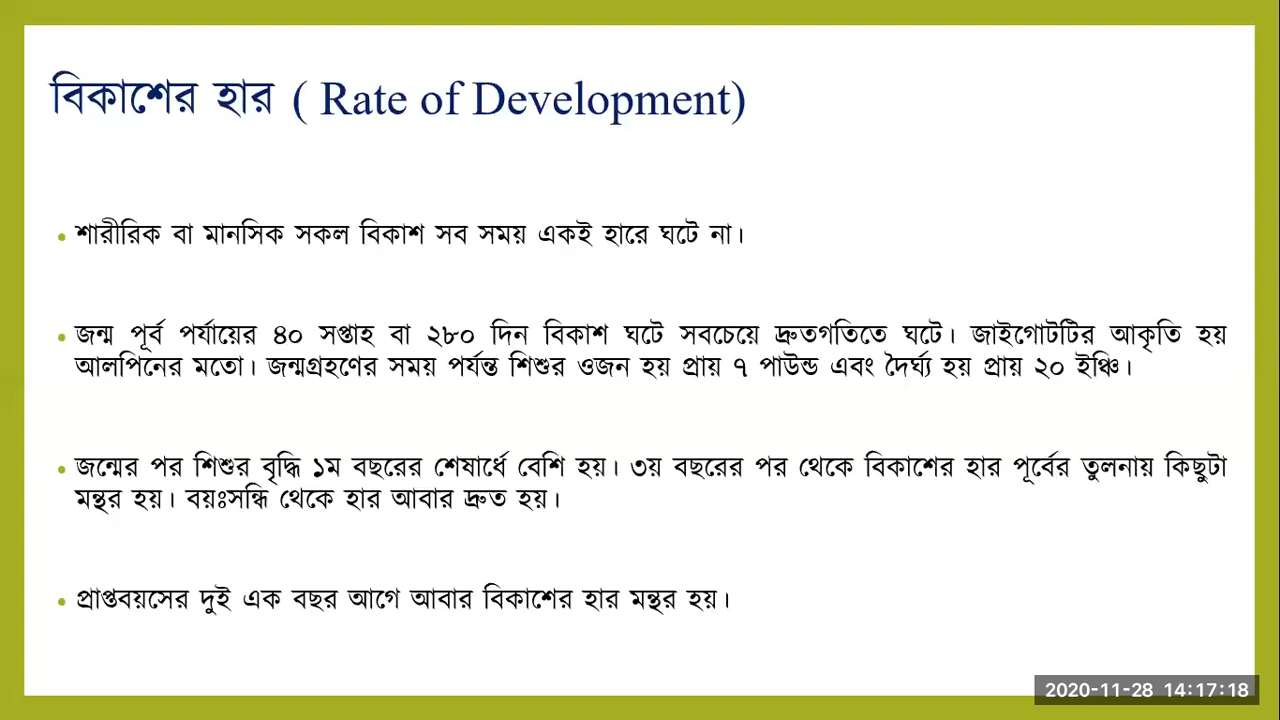 বিকাশের হার ( Rate of Development)
• শারীরিক বা মানসিক সকল বিকাশ সব সময় একই হারে ঘটে না।
• জন্ম পূর্ব পর্যায়ের ৪০ সপ্তাহ বা ২৮০ দিন বিকাশ ঘটে সবচেয়ে দ্রুতগতিতে ঘটে। জাইগোটটির আকৃতি হয়
আলপিনের মতো। জন্মগ্রহণের সময় পর্যন্ত শিশুর ওজন হয় প্রায় ৭ পাউন্ড এবং দৈর্ঘ্য হয় প্রায় ২০ ইঞ্চি।
• জন্মের পর শিশুর বৃদ্ধি ১ম বছরের শেষার্ধে বেশি হয়। ৩য় বছরের পর থেকে বিকাশের হার পূর্বের তুলনায় কিছুটা
মন্থর হয়। বয়ঃসন্ধি থেকে হার আবার দ্রুত হয়।
• প্রাপ্তবয়সের দুই এক বছর আগে আবার বিকাশের হার মন্থর হয়।
2020-11-28 14:17:18